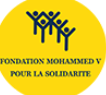 FONDATION MOHAMMED V
POUR LA SOLIDARITE